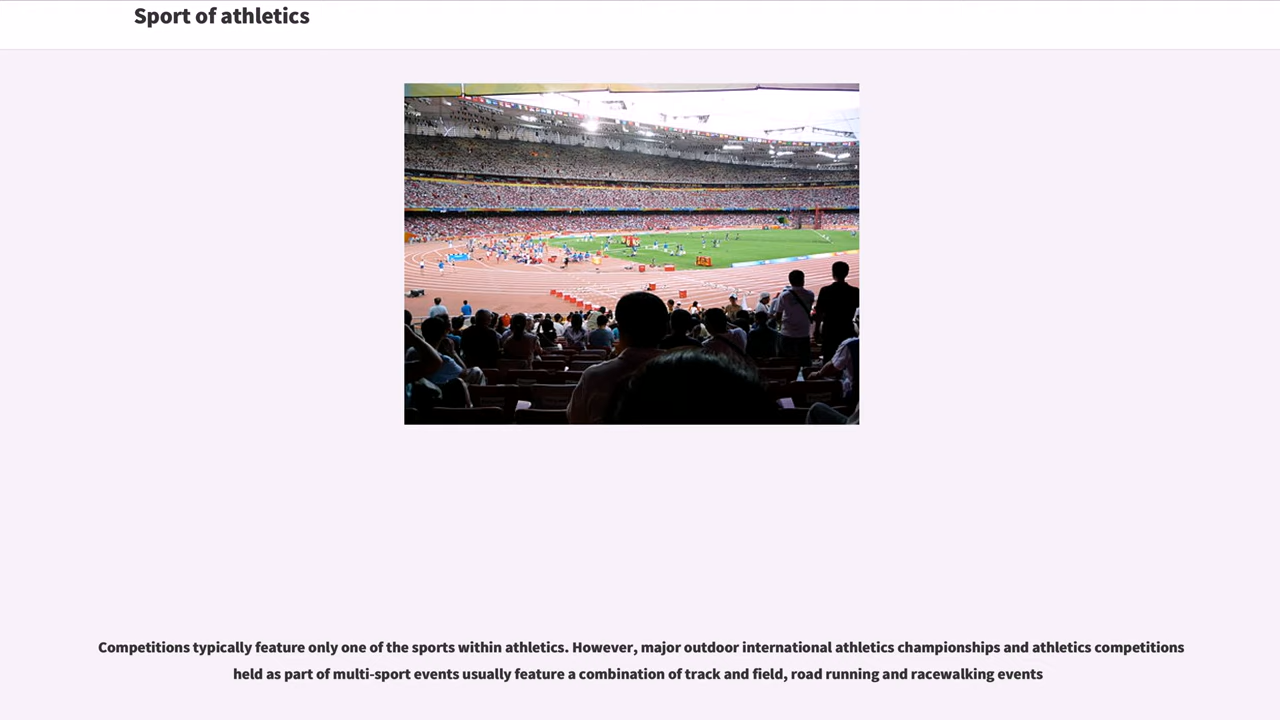 Sport of athletics
Competitions typically feature only one of the sports within athletics. However, major outdoor international athletics championships and athletics competitions
held as part of multi-sport events usually feature a combination of track and field, road running and racewalking events